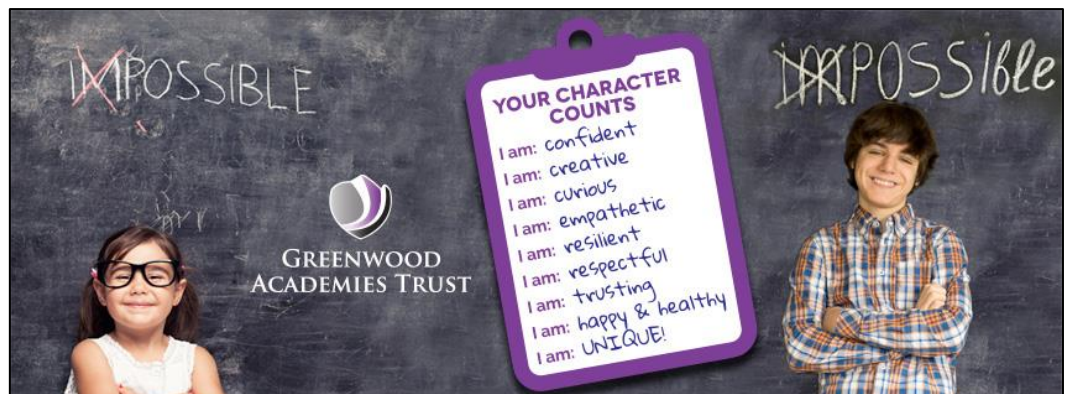 IMPOSSIBLE
GREENWOOD
ACADEMIES TRUST
YOUR CHARACTER
COUNTS
I am: confident
I am: creative
I am: curious
I am: empathetic
I am: resilient
I am: respectful
I am: trusting
I am: happy & healthy
I am: UNIQUE!
IMPOSSIble